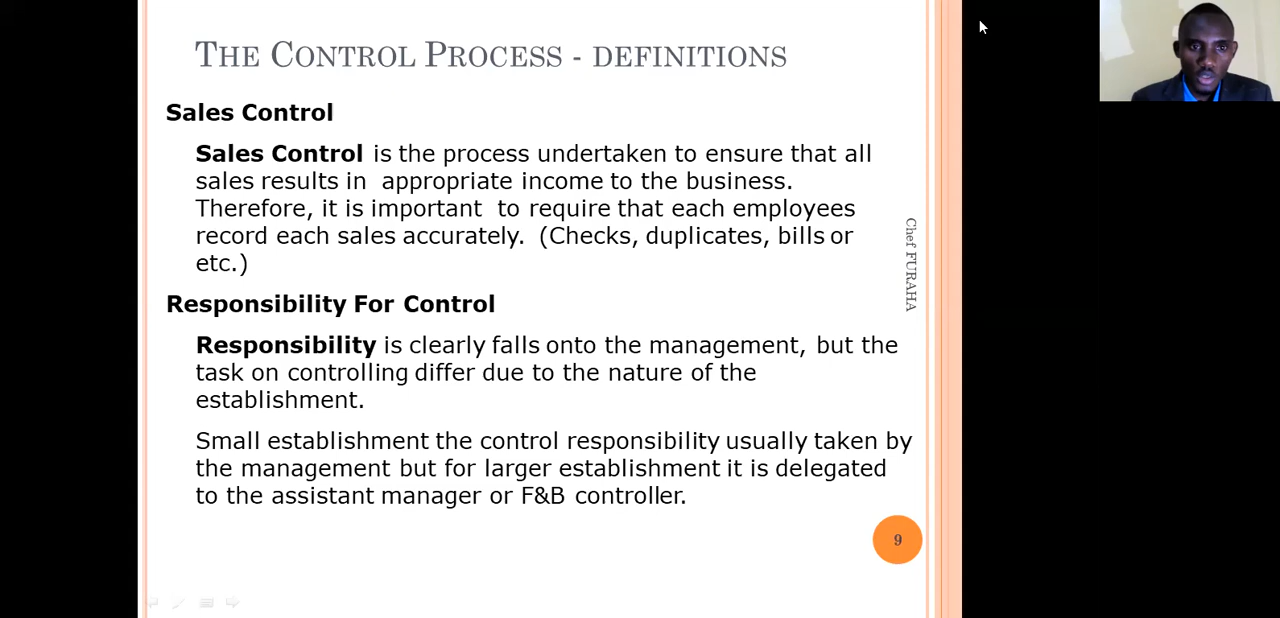 THE CONTROL PROCESS - DEFINITIONS
Sales Control
Sales Control is the process undertaken to ensure that all
sales results in appropriate income to the business.
Therefore, it is important to require that each employees
record each sales accurately. (Checks, duplicates, bills or
etc.)
Responsibility For Control
Responsibility is clearly falls onto the management, but the
task on controlling differ due to the nature of the
establishment.
Small establishment the control responsibility usually taken by
the management but for larger establishment it is delegated
to the assistant manager or F&B controller.
Chef FURAHA
9